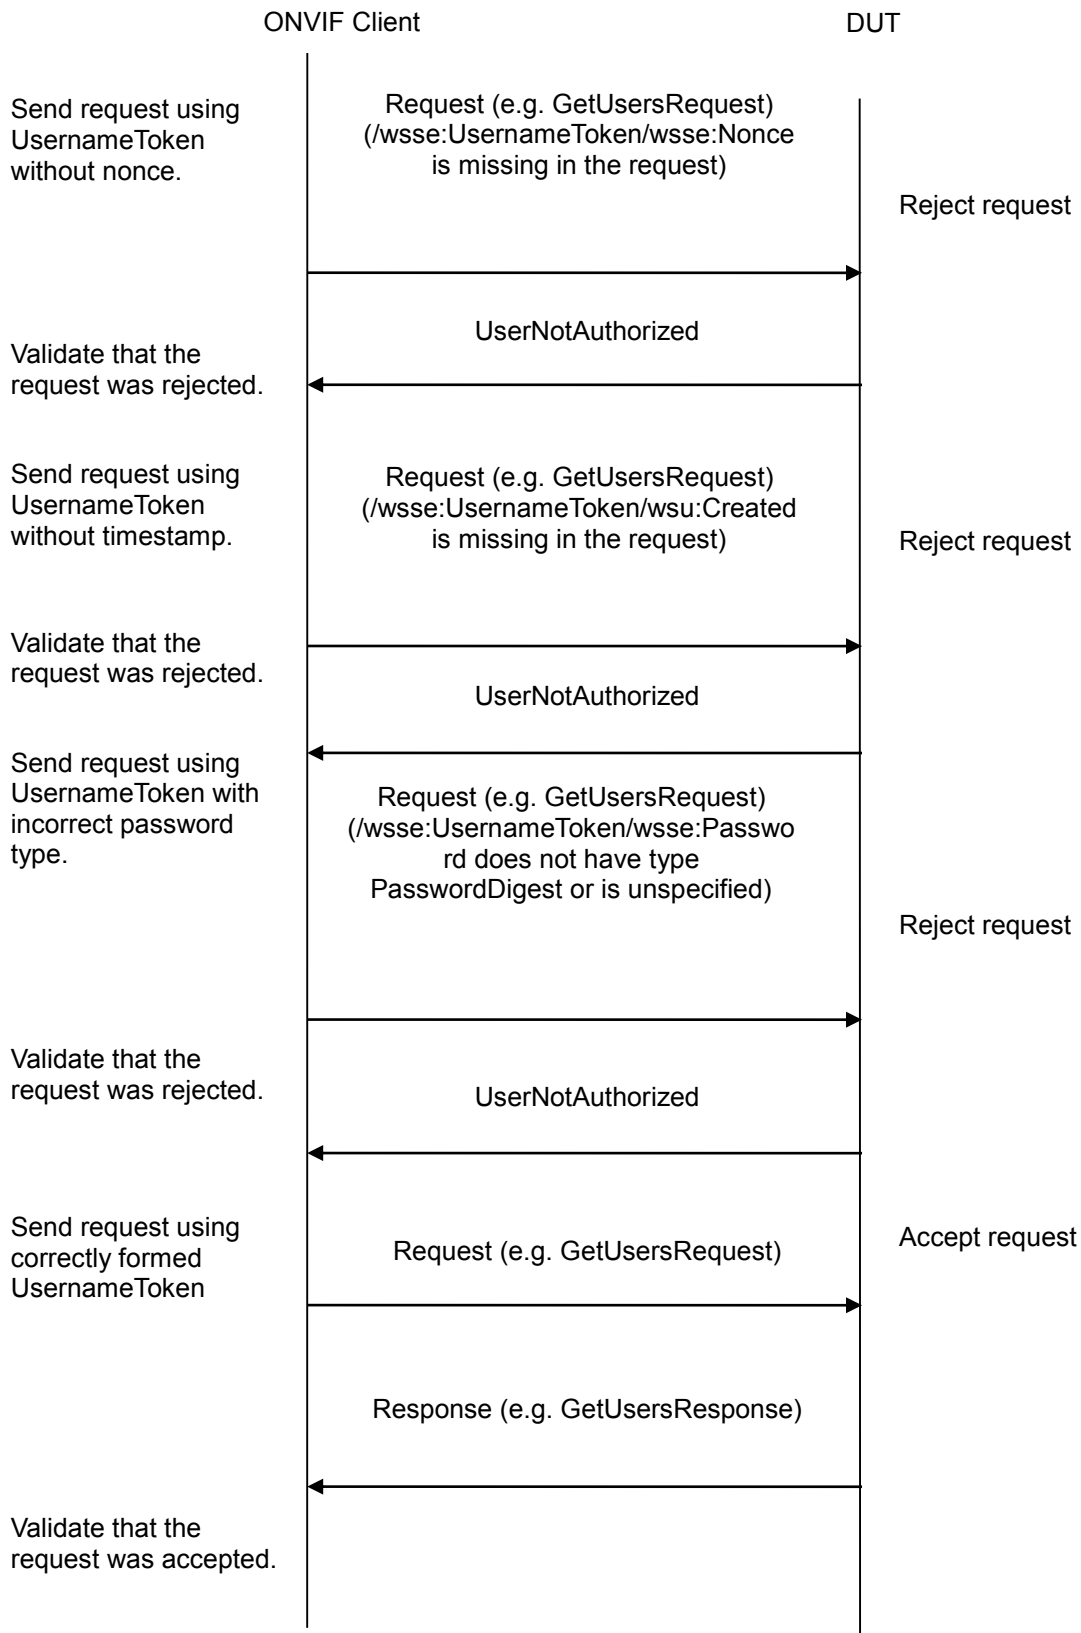 ONVIF Client
DUT
Send request using
UsernameToken
without nonce.
Request (e.g. GetUsersRequest)
(/wsse:UsernameToken/wsse:Nonce
is missing in the request)
Reject request
UserNotAuthorized
Validate that the
request was rejected.
Send request using
UsernameToken
without timestamp.
Request (e.g. GetUsersRequest)
(/wsse:UsernameToken/wsu:Created
is missing in the request)
Reject request
Validate that the
request was rejected.
UserNotAuthorized
Send request using
UsernameToken with
incorrect password
type.
Request (e.g. GetUsersRequest)
(/wsse:UsernameToken/wsse:Passwo
rd does not have type
PasswordDigest or is unspecified)
Reject request
Validate that the
request was rejected.
UserNotAuthorized
Send request using
correctly formed
UsernameToken
Request (e.g. GetUsersRequest)
Accept request
Response (e.g. GetUsersResponse)
Validate that the
request was accepted.